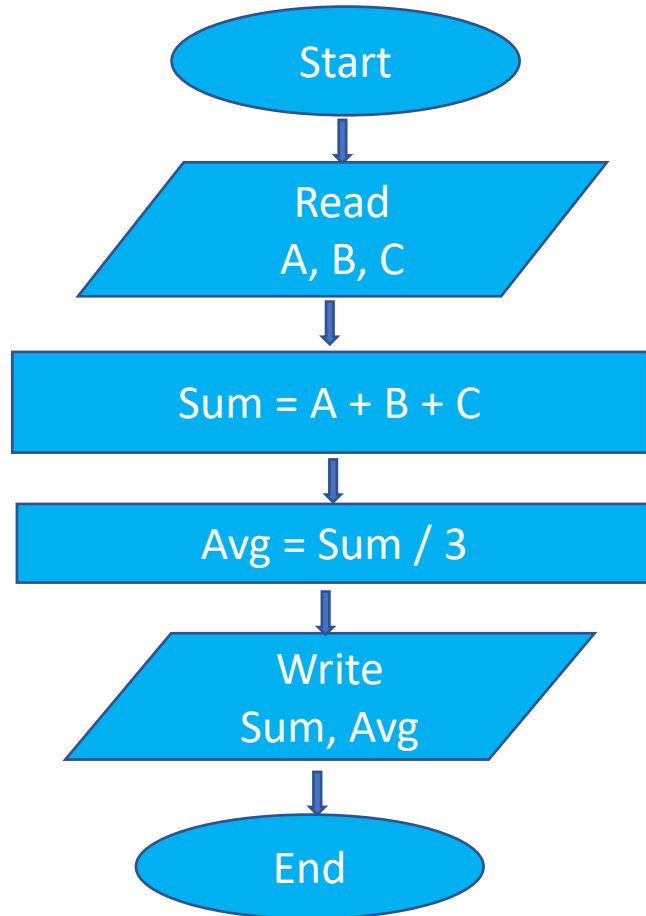 Start
Read
A, B, C
Sum = A + B + C
Avg = Sum / 3
Write
Sum, Avg
End